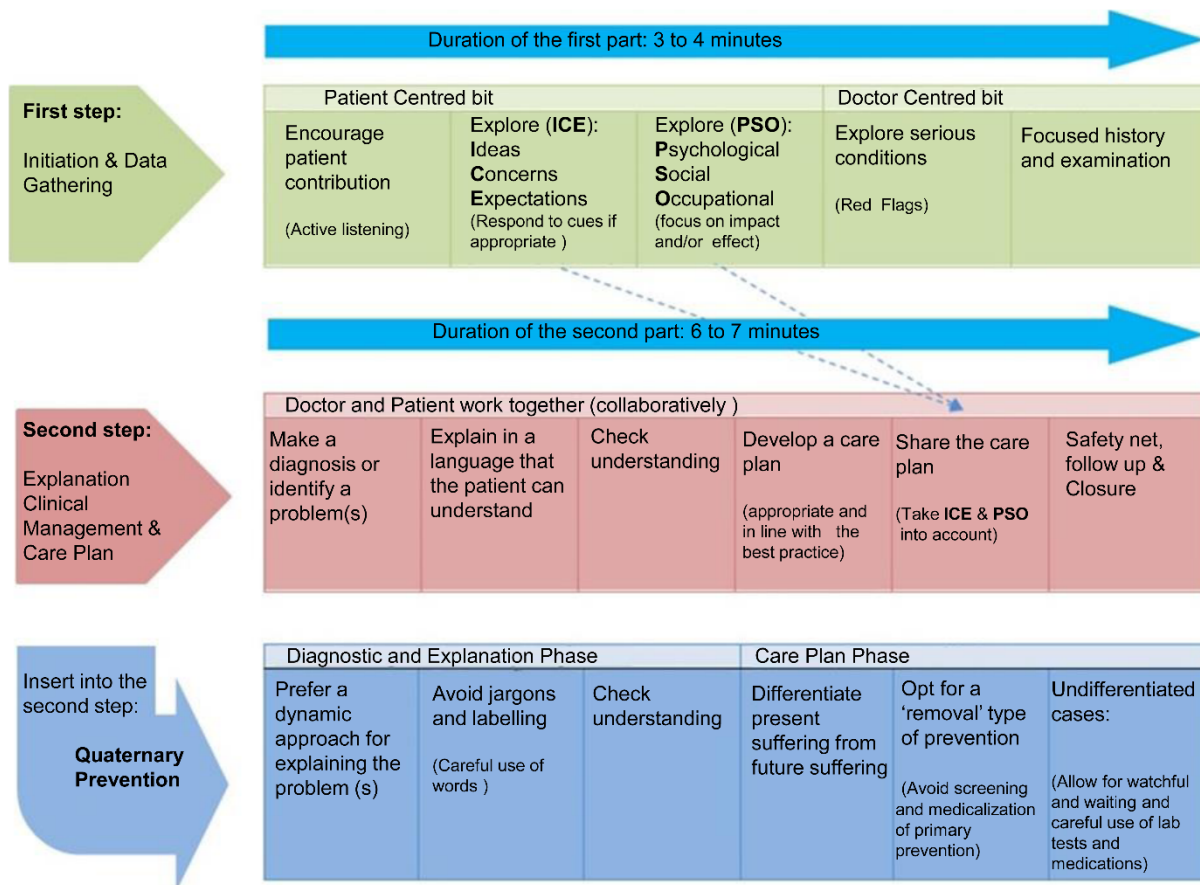 Duration of the first part: 3 to 4 minutes
First step:
Initiation & Data
Gathering
Patient Centred bit
Doctor Centred bit
Encourage
patient
contribution
(Active listening)
Explore (ICE):
Ideas
Concerns
Expectations
(Respond to cues if
appropriate )
Explore (PSO):
Psychological
Social
Occupational
(focus on impact
and/or effect)
Explore serious
conditions
(Red Flags)
Focused history
and examination
Duration of the second part: 6 to 7 minutes
Second step:
Explanation
Clinical
Management &
Care Plan
Doctor and Patient work together (collaboratively )
Make a
diagnosis or
identify a
problem(s)
Explain in a
language that
the patient can
understand
Check
understanding
Develop a care
plan
(appropriate and
in line with the
best practice)
Share the care
plan
(Take ICE & PSO
into account)
Safety net,
follow up &
Closure
Insert into the
second step:
Quaternary
Prevention
Diagnostic and Explanation Phase
Care Plan Phase
Prefer a
dynamic
approach for
explaining the
problem (s)
Avoid jargons
and labelling
(Careful use of
words )
Check
understanding
Differentiate
present
suffering from
future suffering
Opt for a
‘removal’ type
of prevention
(Avoid screening
and medicalization
of primary
prevention)
Undifferentiated
cases:
(Allow for watchful
and waiting and
careful use of lab
tests and
medications)